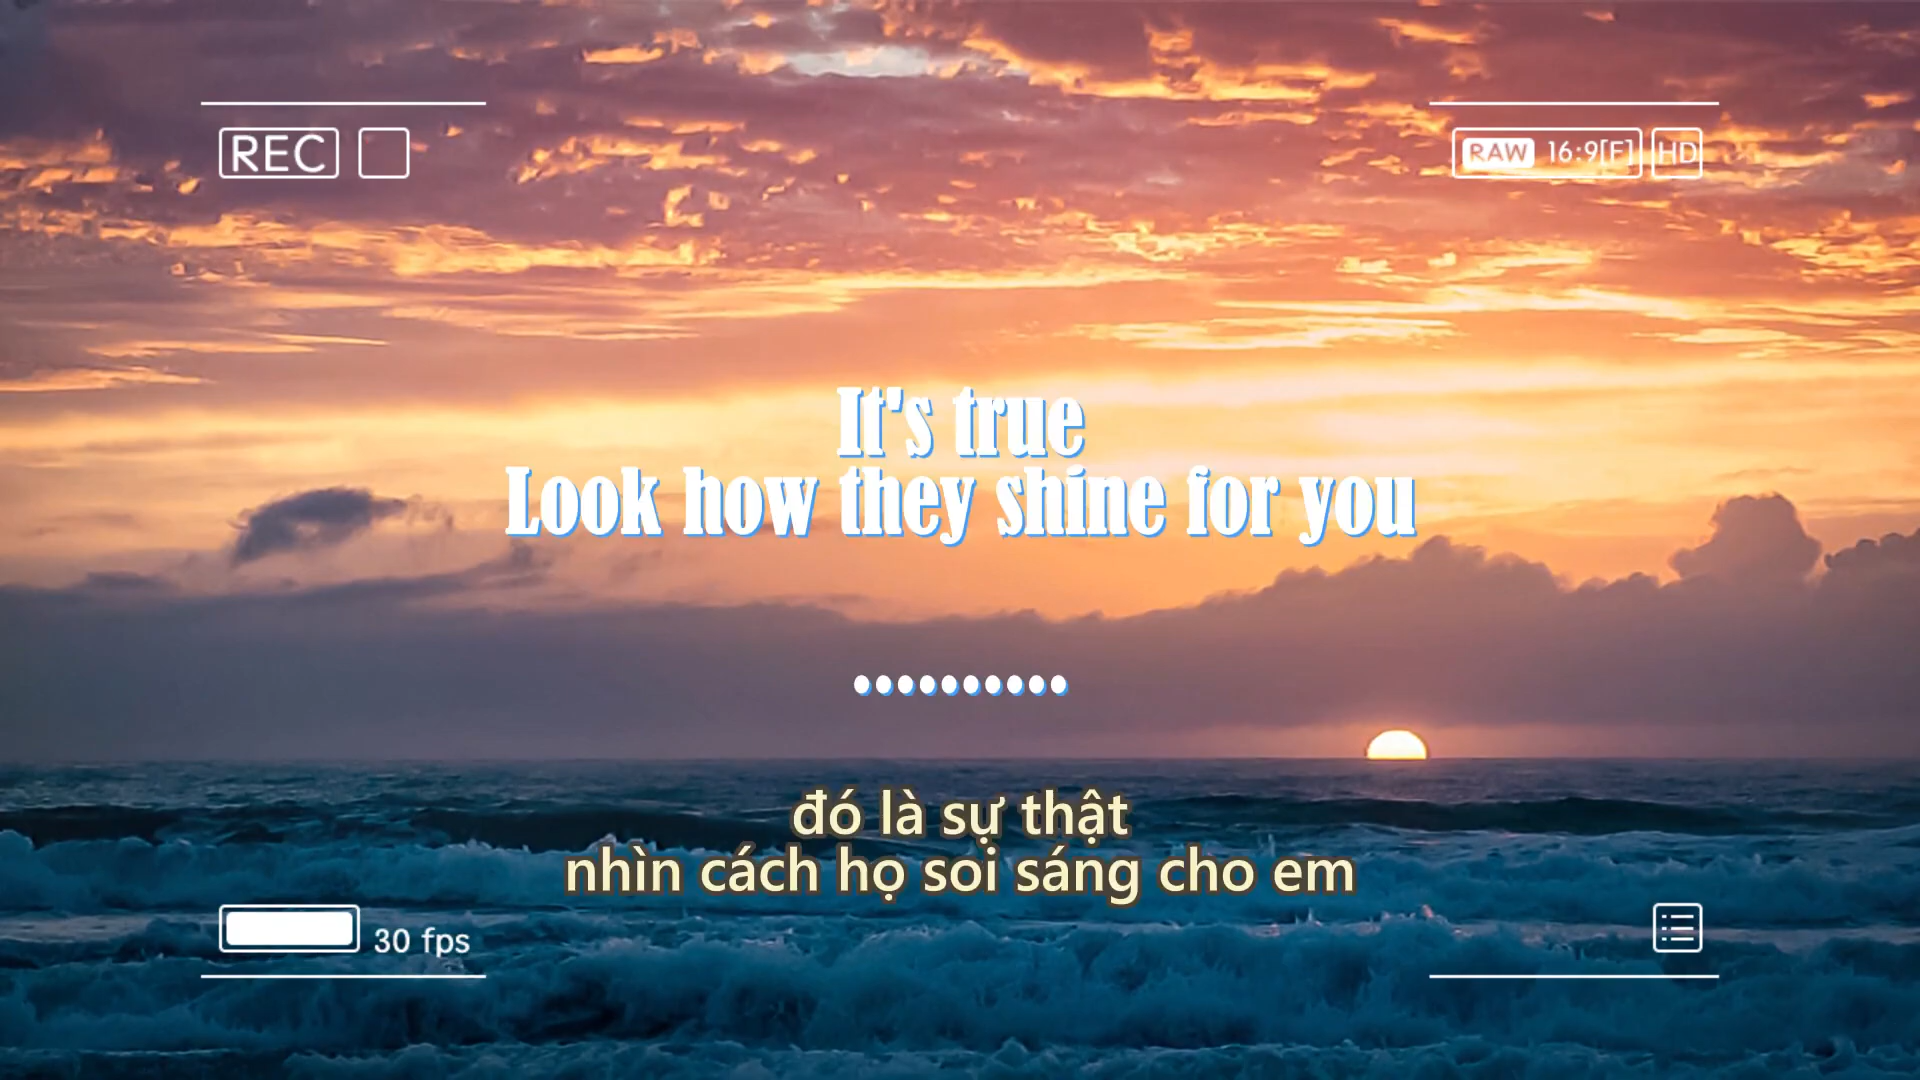 REC
RAW 16:9[F] HD
It's true
Look how they shine for you
đó là sự thật
nhìn cách họ soi sáng cho em
30 fps